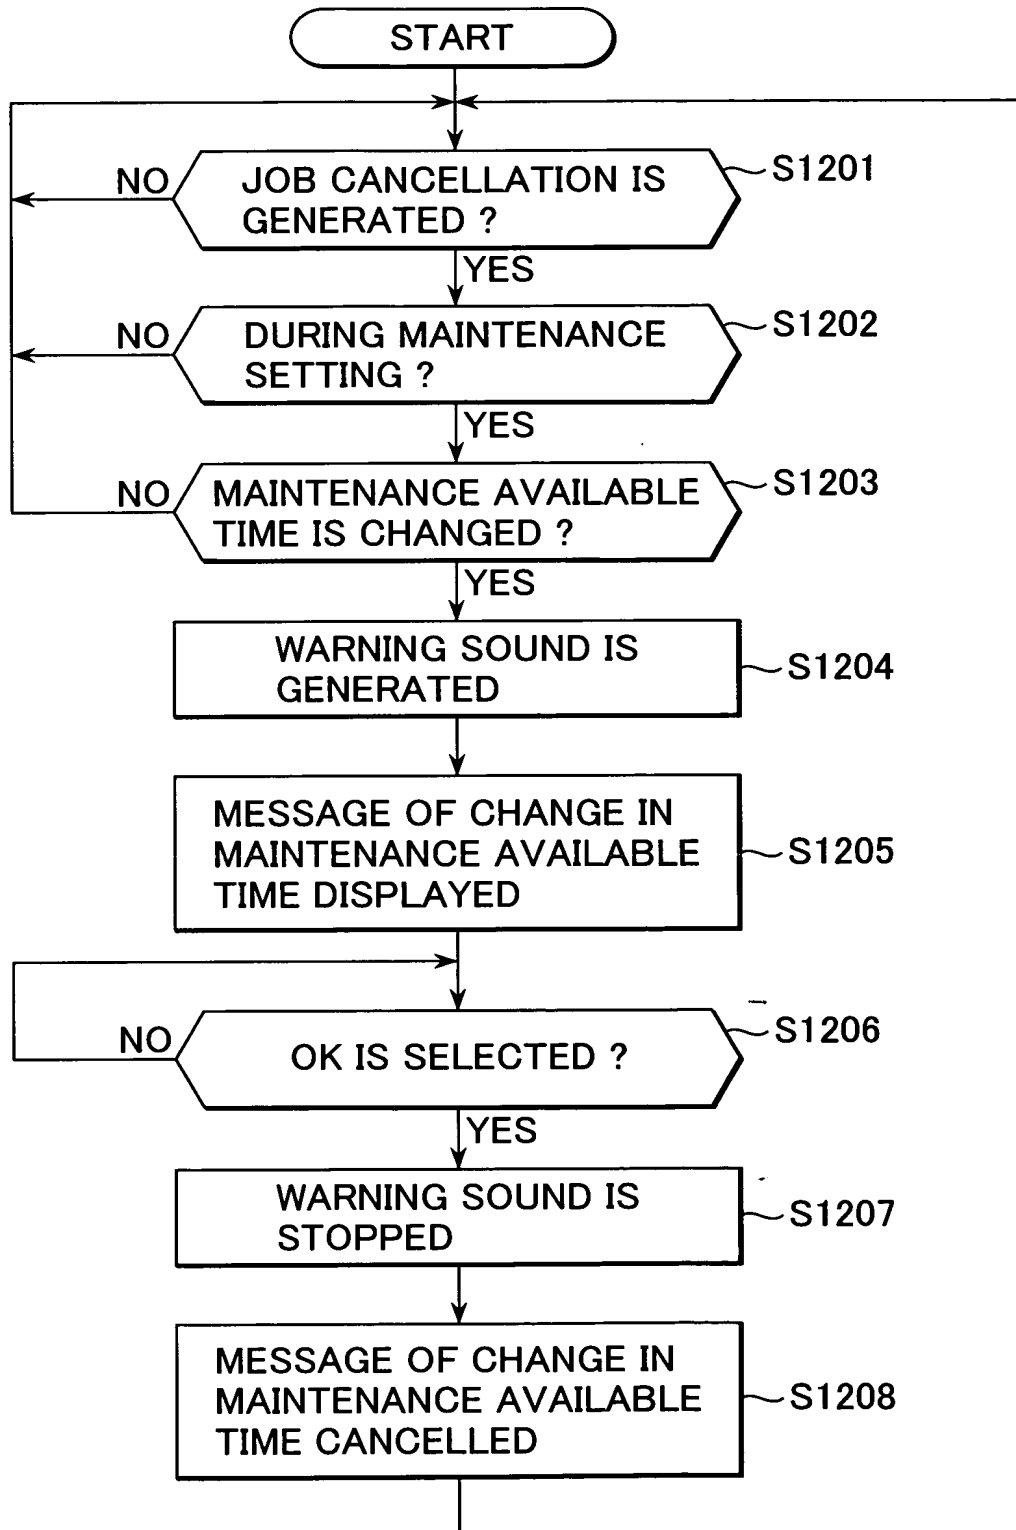 START
JOB CANCELLATION IS
GENERATED ?
S1201
NO
YES
DURING MAINTENANCE
SETTING ?
S1202
NO
YES
MAINTENANCE AVAILABLE
TIME IS CHANGED ?
S1203
NO
YES
WARNING SOUND IS
GENERATED
S1204
MESSAGE OF CHANGE IN
MAINTENANCE AVAILABLE
TIME DISPLAYED
S1205
OK IS SELECTED ?
S1206
NO
YES
WARNING SOUND IS
STOPPED
S1207
MESSAGE OF CHANGE IN
MAINTENANCE AVAILABLE
TIME CANCELLED
S1208